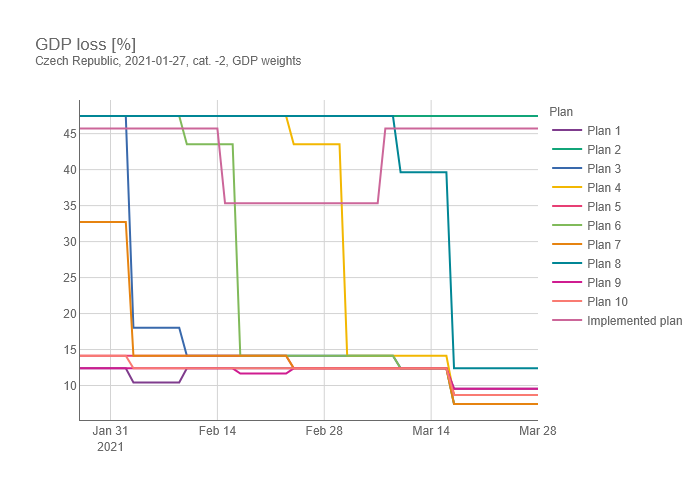 GDP loss [%]
Czech Republic, 2021-01-27, cat. -2, GDP weights
Plan
Plan 1
Plan 2
Plan 3
Plan 4
Plan 5
Plan 6
Plan 7
Plan 8
Plan 9
Plan 10
Implemented plan
45
40
35
30
25
20
15
10
Jan 31 Feb 14 Feb 28 Mar 14 Mar 28
2021